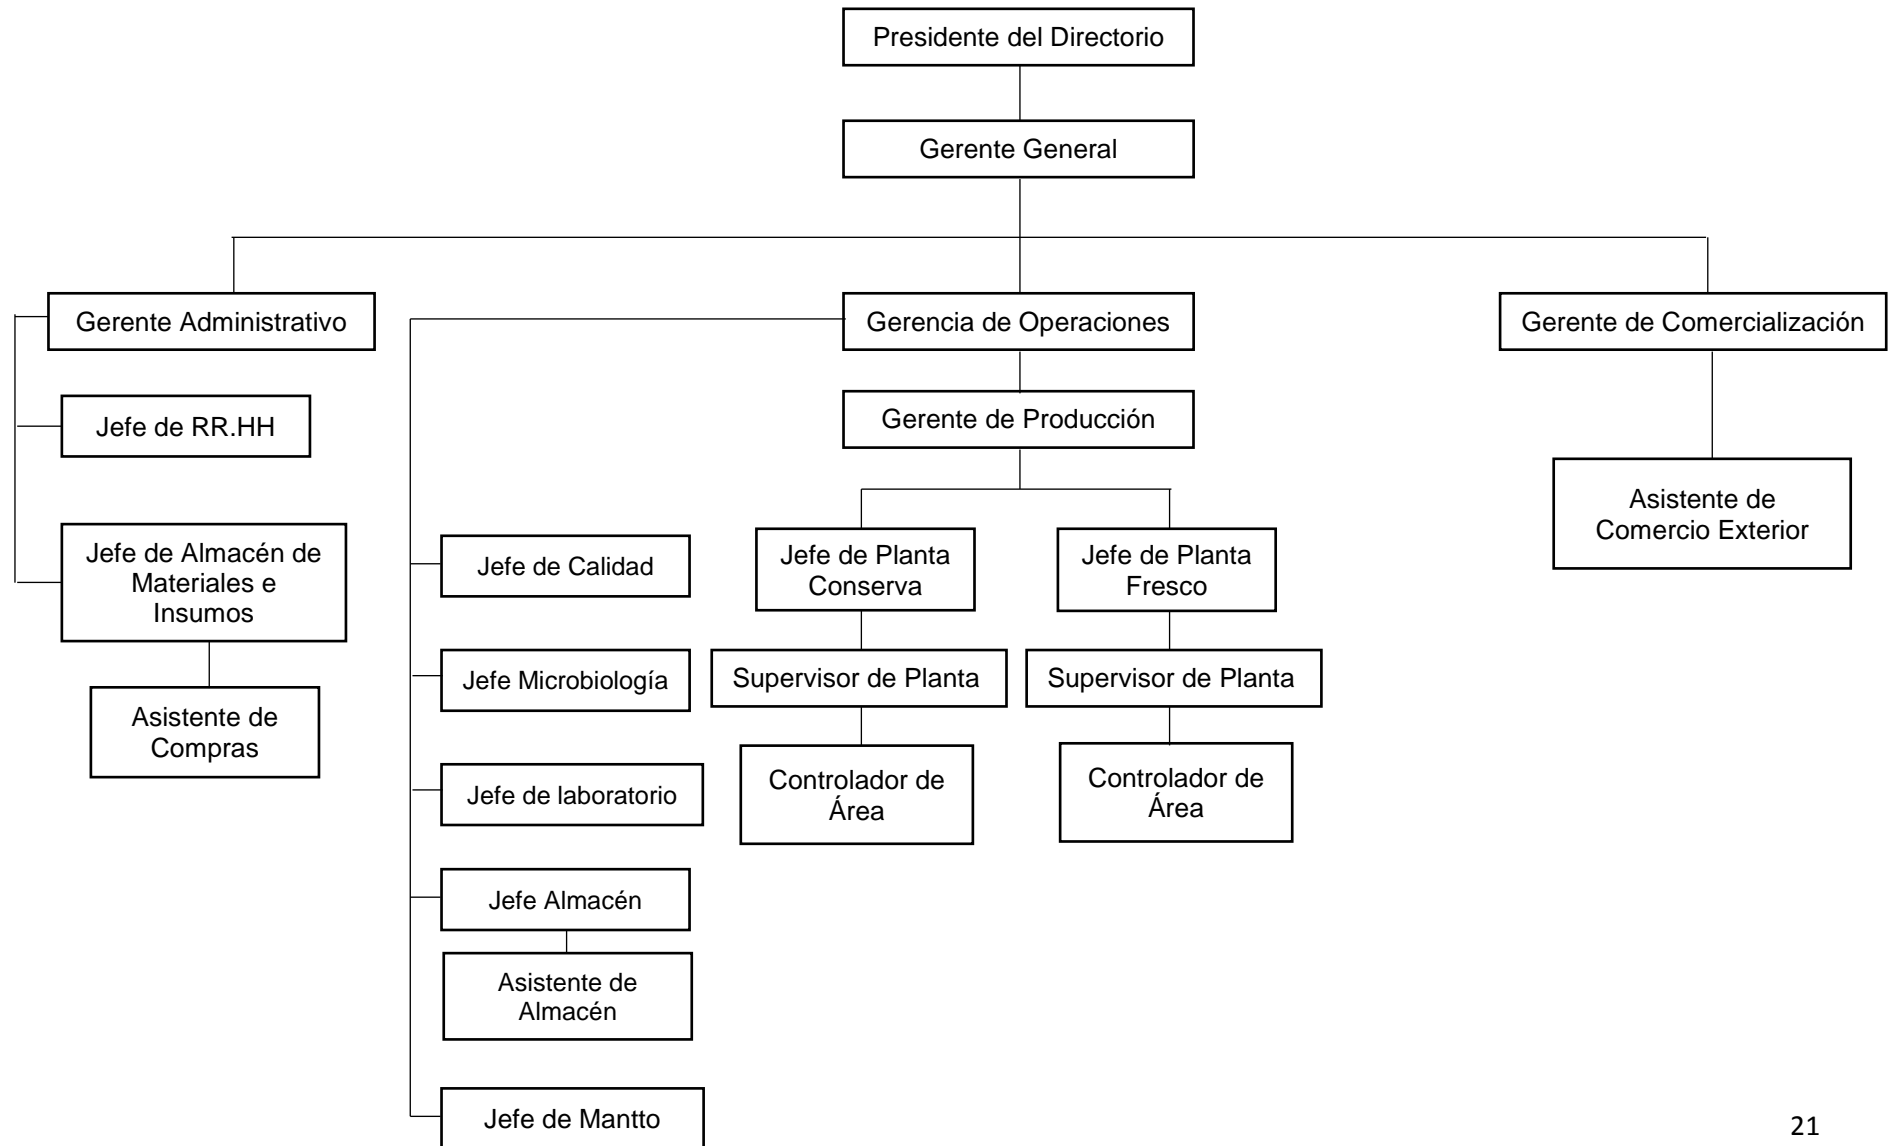 Presidente del Directorio
Gerente General
Gerente Administrativo
Gerencia de Operaciones
Gerente de Comercialización
Jefe de RR.HH
Gerente de Producción
Asistente de
Comercio Exterior
Jefe de Almacén de
Materiales e
Insumos
Jefe de Calidad
Jefe de Planta
Conserva
Jefe de Planta
Fresco
Asistente de
Compras
Jefe Microbiología
Supervisor de Planta
Supervisor de Planta
Jefe de laboratorio
Controlador de
Área
Controlador de
Área
Jefe Almacén
Asistente de
Almacén
Jefe de Mantto
21